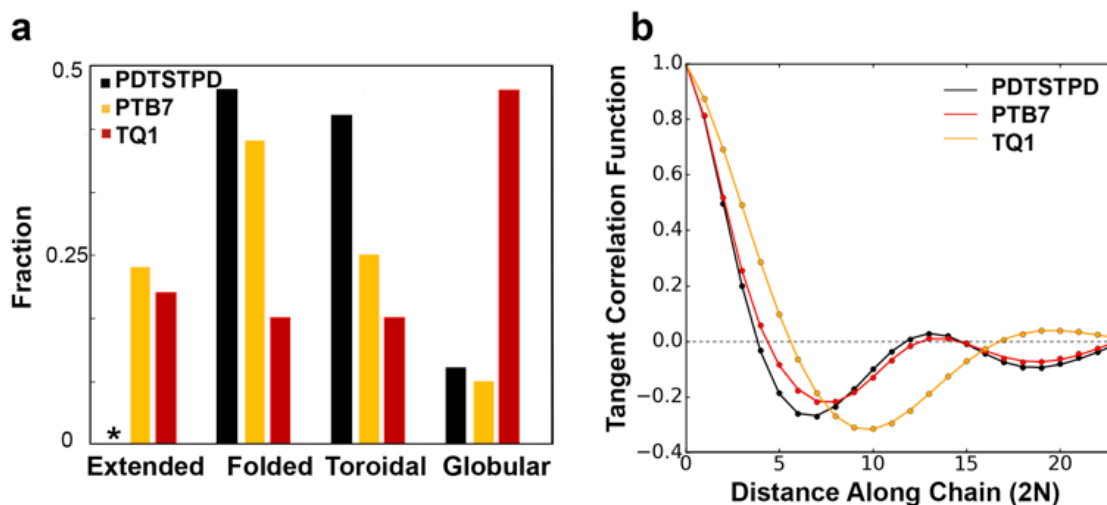 a
0.5
PDTSTPD
PTB7
TQ1
0.25
Fraction
0
*
Extended Folded Toroidal Globular
b
1.0
PDTSTPD
PTB7
TQ1
0.8
0.6
0.4
0.2
0.0
−0.2
−0.4
Tangent Correlation Function
0 5 10 15 20
Distance Along Chain (2N)